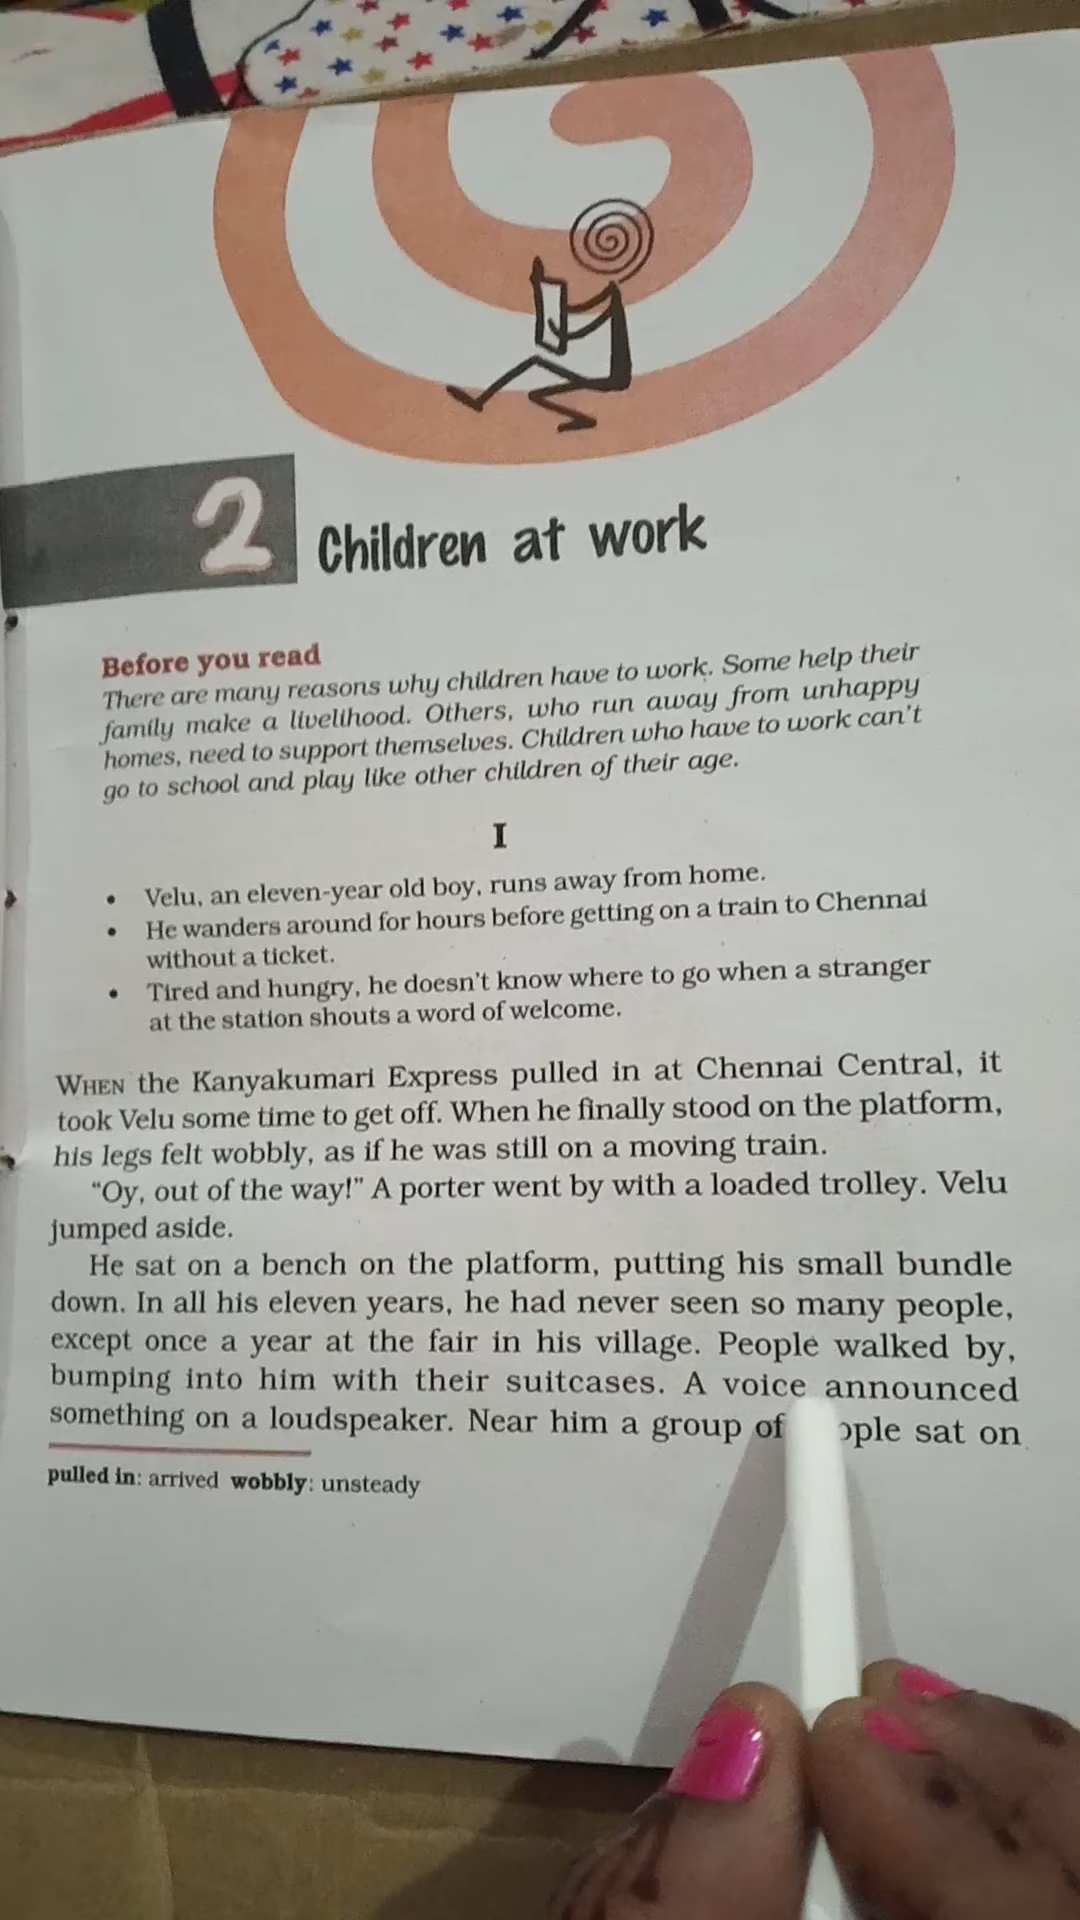 2 Children at work
Before you read
There are many reasons why children have to work. Some help their
family make a livelihood. Others, who run away from unhappy
homes, need to support themselves. Children who have to work can't
go to school and play like other children of their age.
I
• Velu, an eleven-year old boy, runs away from home.
• He wanders around for hours before getting on a train to Chennai
without a ticket.
• Tired and hungry, he doesn't know where to go when a stranger
at the station shouts a word of welcome.
WHEN the Kanyakumari Express pulled in at Chennai Central, it
took Velu some time to get off. When he finally stood on the platform,
his legs felt wobbly, as if he was still on a moving train.
“Oy, out of the way!” A porter went by with a loaded trolley. Velu
jumped aside.
He sat on a bench on the platform, putting his small bundle
down. In all his eleven years, he had never seen so many people,
except once a year at the fair in his village. People walked by,
bumping into him with their suitcases. A voice announced
something on a loudspeaker. Near him a group of sat on
pulled in: arrived wobbly: unsteady